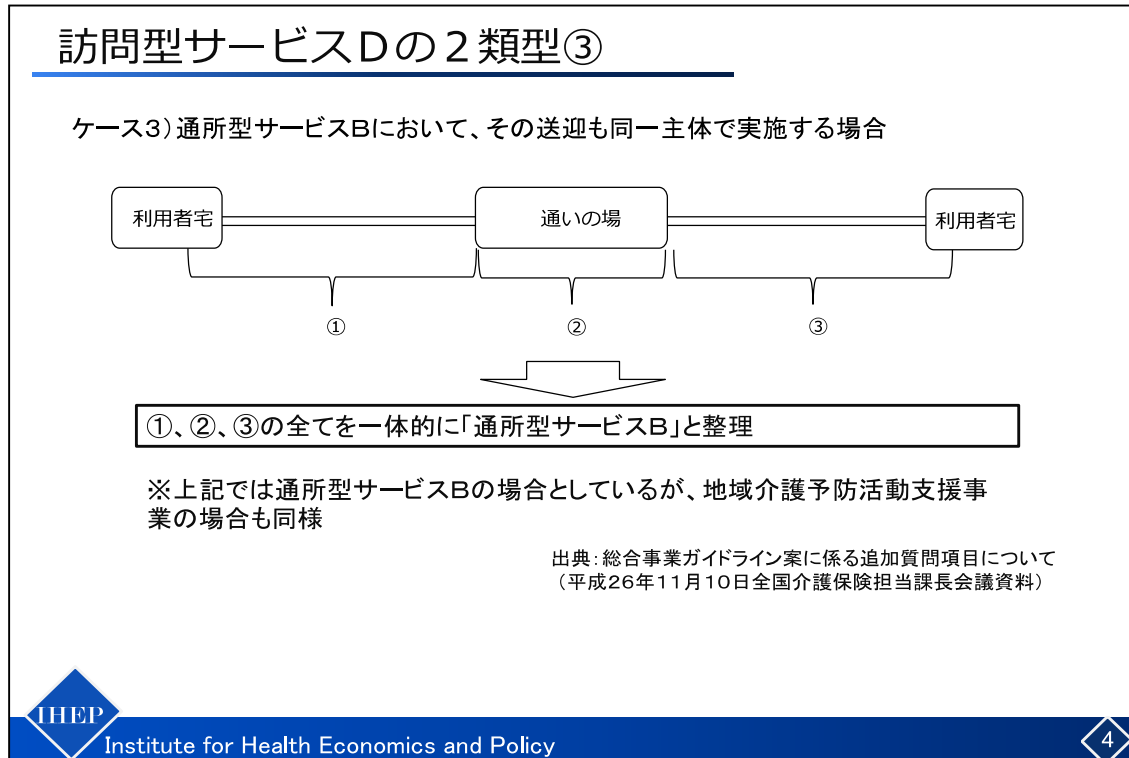 訪問型サービスDの2類型③
ケース3)通所型サービスBにおいて、その送迎も同一主体で実施する場合
利用者宅
通いの場
利用者宅
①
②
③
①、②、③の全てを一体的に「通所型サービスB」と整理
※上記では通所型サービスBの場合としているが、地域介護予防活動支援事
業の場合も同様
出典:総合事業ガイドライン案に係る追加質問項目について
(平成26年11月10日全国介護保険担当課長会議資料)
IHEP
Institute for Health Economics and Policy
4